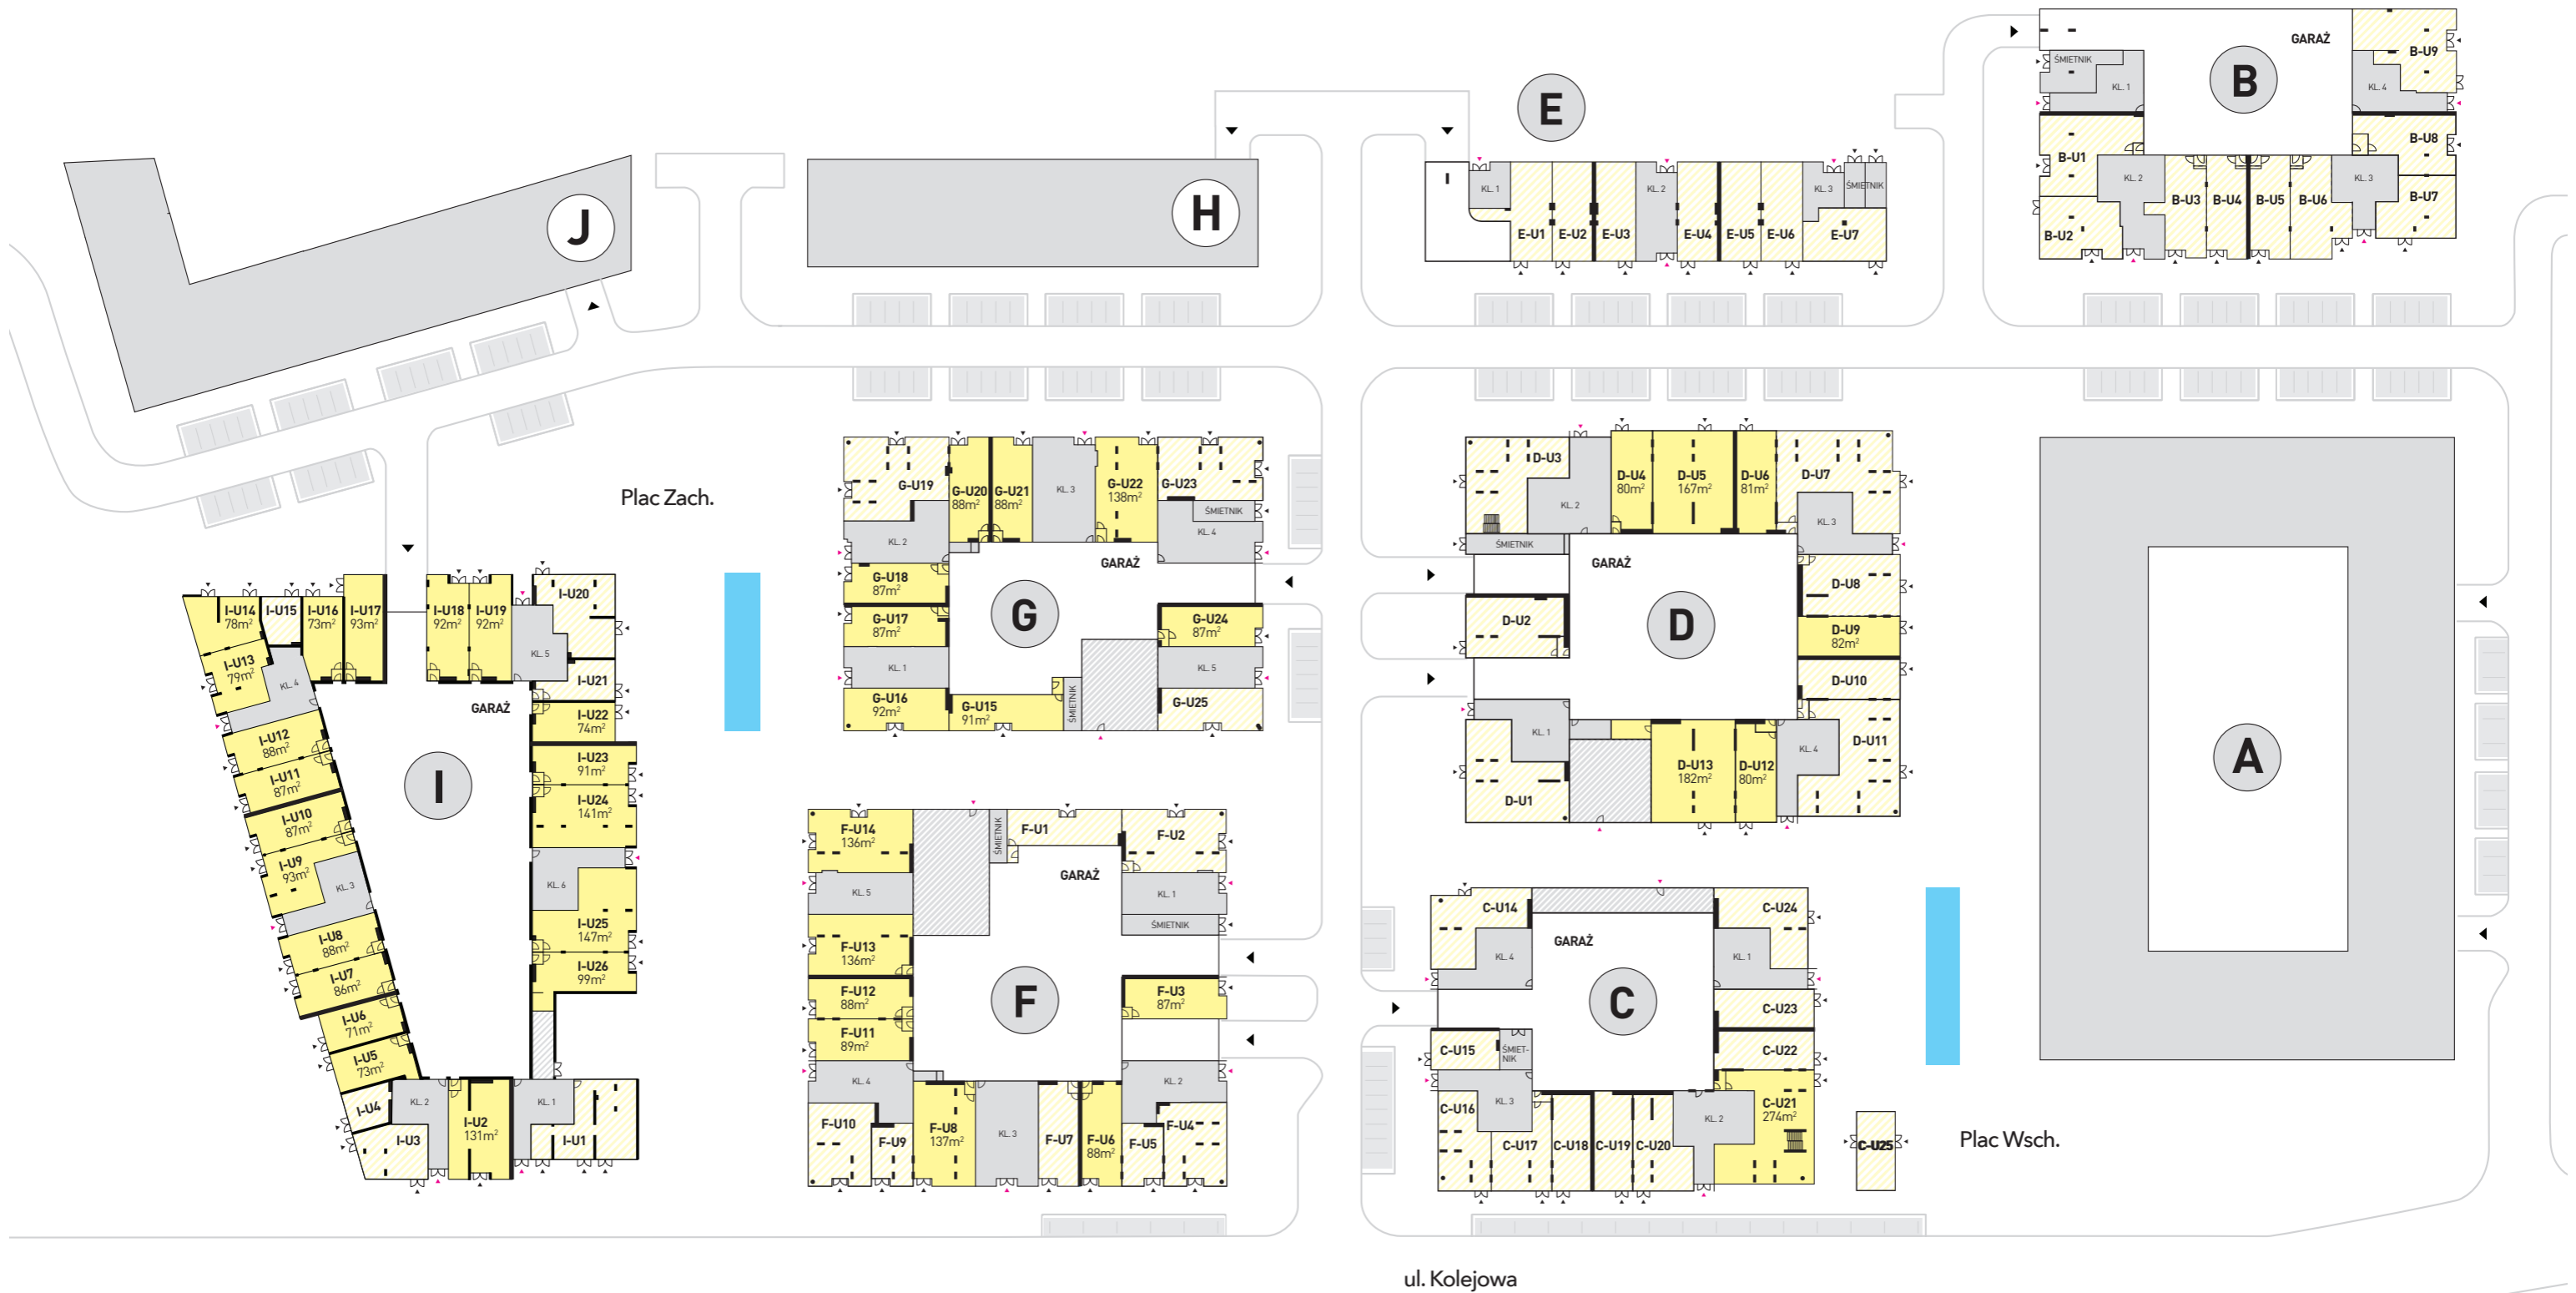 GARAŻ
ŚMIETNIK
B-U9
B
KL. 1
KL. 4
E
B-U1
B-U8
J
H
KL. 1
KL. 2
KL. 3
ŚMIETNIK
KL. 2
KL. 3
B-U3
B-U4
B-U5
B-U6
B-U7
B-U2
E-U1
E-U2
E-U3
E-U4
E-U5
E-U6
E-U7
Plac Zach.
G-U19
G-U20
88m²
G-U21
88m²
KL. 3
G-U22
138m²
G-U23
ŚMIETNIK
KL. 2
KL. 4
GARAŻ
G-U18
87m²
G
G-U17
87m²
G-U24
87m²
KL. 1
KL. 5
G-U16
92m²
G-U15
91m²
ŚMIETNIK
G-U25
D-U3
D-U4
80m²
D-U5
167m²
D-U6
81m²
D-U7
KL. 2
KL. 3
ŚMIETNIK
GARAŻ
D-U8
D-U2
D
D-U9
82m²
D-U10
KL. 1
D-U11
KL. 4
D-U13
182m²
D-U12
80m²
D-U1
A
I-U14
78m²
I-U15
I-U16
73m²
I-U17
93m²
I-U18
92m²
I-U19
92m²
I-U20
KL. 5
I-U13
79m²
KL. 4
I-U21
GARAŻ
I-U22
74m²
I-U12
88m²
I-U23
91m²
I-U11
87m²
I
I-U24
141m²
I-U10
87m²
I-U9
93m²
KL. 3
KL. 6
I-U25
147m²
I-U8
88m²
I-U7
86m²
I-U26
99m²
I-U6
71m²
I-U5
73m²
I-U4
KL. 2
KL. 1
I-U2
131m²
I-U3
I-U1
F-U14
136m²
ŚMIETNIK
F-U1
F-U2
GARAŻ
KL. 5
KL. 1
ŚMIETNIK
F-U13
136m²
F-U12
88m²
F
F-U3
87m²
F-U11
89m²
KL. 4
KL. 2
F-U10
F-U9
F-U8
137m²
KL. 3
F-U7
F-U6
88m²
F-U5
F-U4
C-U14
C-U24
GARAŻ
KL. 4
KL. 1
C
C-U23
C-U15
ŚMIET-
NIK
C-U22
C-U16
KL. 3
C-U21
274m²
KL. 2
C-U17
C-U18
C-U19
C-U20
C-U25
Plac Wsch.
ul. Kolejowa